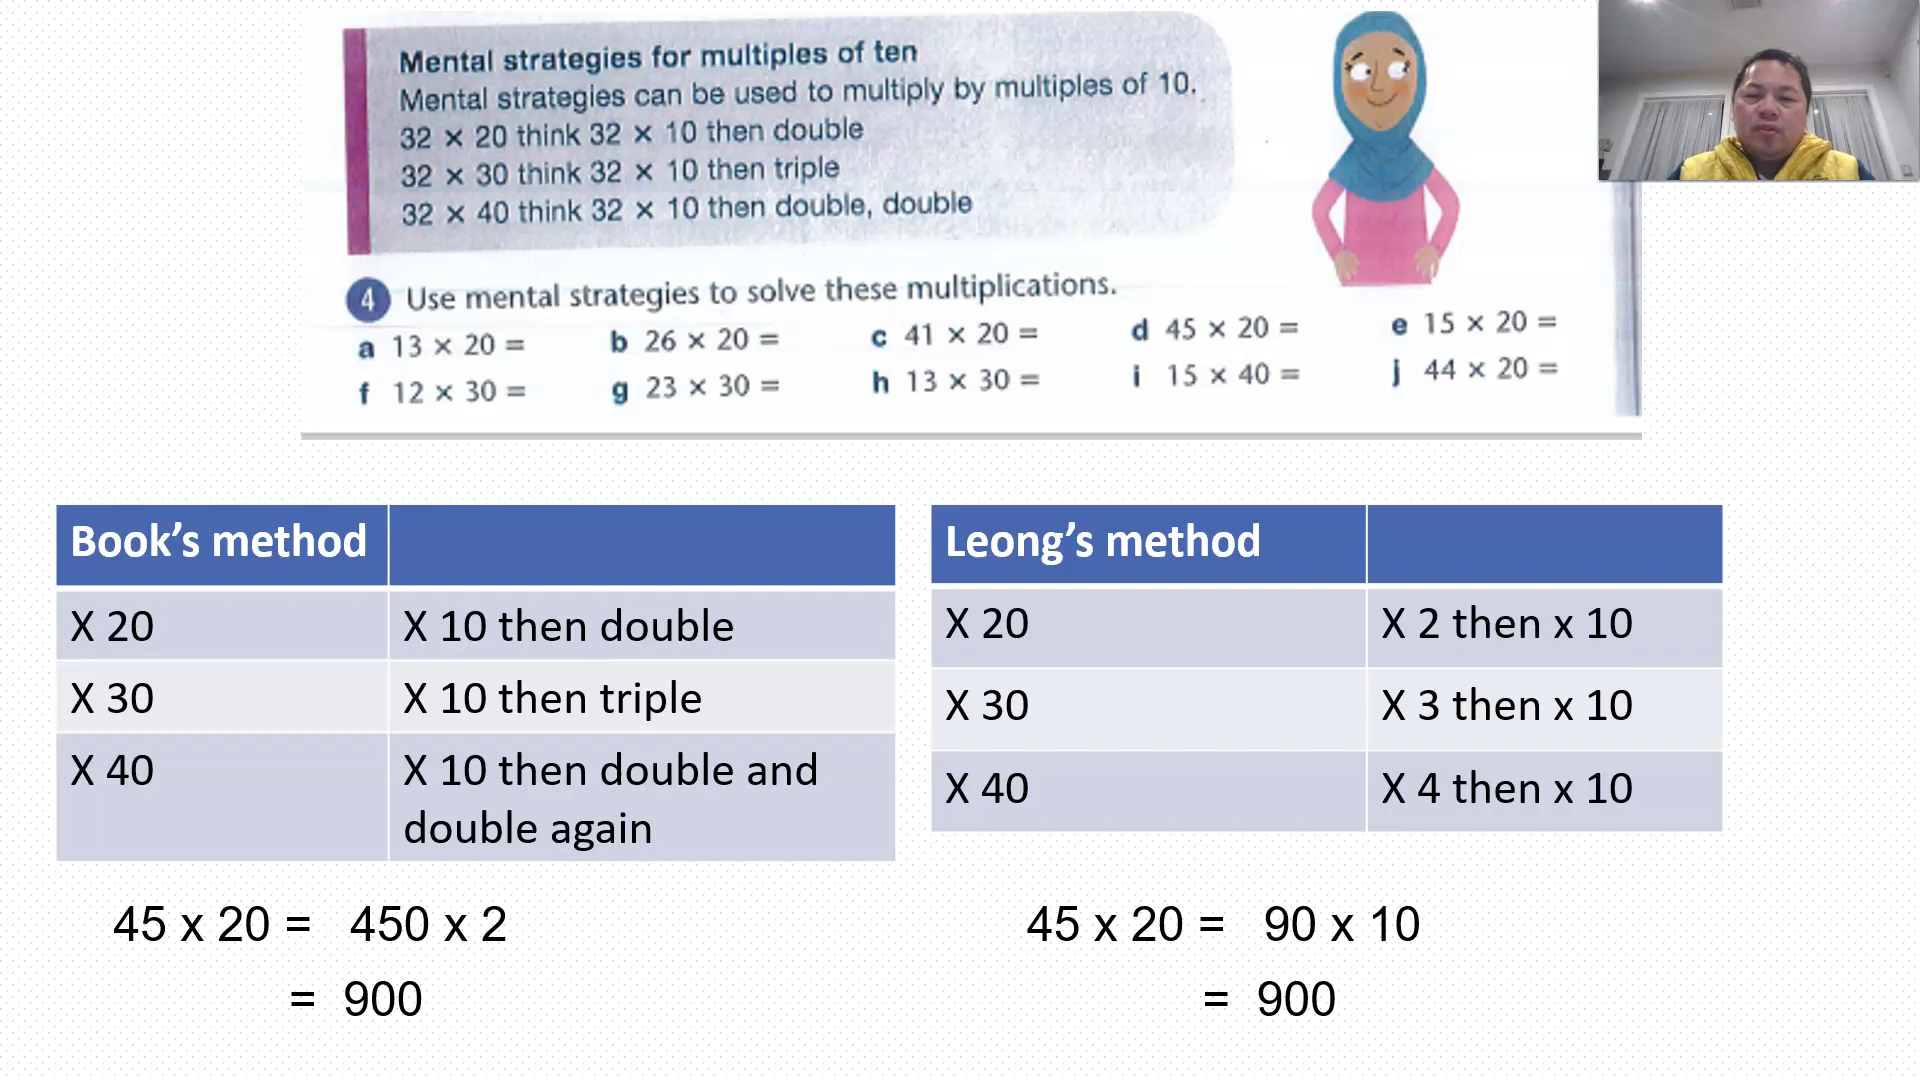 Mental strategies for multiples of ten
Mental strategies can be used to multiply by multiples of 10.
32 × 20 think 32 × 10 then double
32 × 30 think 32 × 10 then triple
32 × 40 think 32 × 10 then double, double
4 Use mental strategies to solve these multiplications.
a 13 × 20 = b 26 × 20 = c 41 × 20 = d 45 × 20 = e 15 × 20 =
f 12 × 30 = g 23 × 30 = h 13 × 30 = i 15 × 40 = j 44 × 20 =
Book’s method
X 20 X 10 then double
X 30 X 10 then triple
X 40 X 10 then double and
double again
45 x 20 = 450 x 2
= 900
Leong’s method
X 20 X 2 then x 10
X 30 X 3 then x 10
X 40 X 4 then x 10
45 x 20 = 90 x 10
= 900